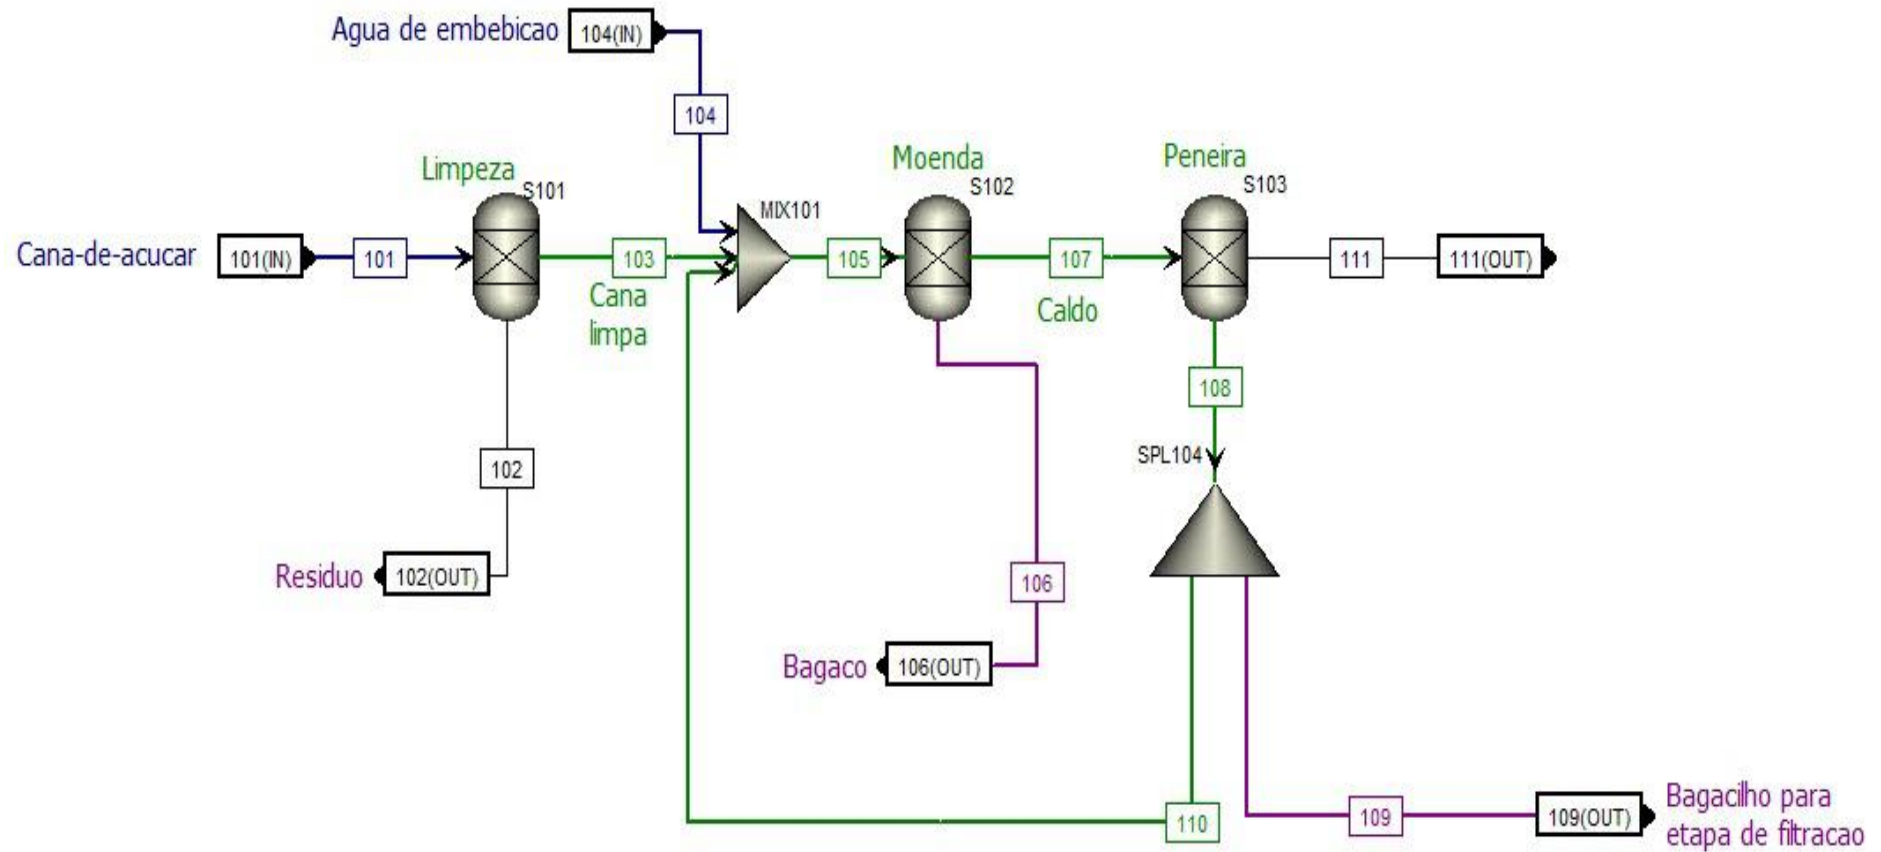 Agua de embebicao
104(IN)
104
Limpeza
S101
Moenda
S102
Peneira
S103
MIX101
Cana-de-acucar
101(IN)
101
103
105
107
111
111(OUT)
Cana
limpa
Caldo
108
SPL104
102
Residuo
102(OUT)
106
Bagaco
106(OUT)
110
109
109(OUT)
Bagacilho para
etapa de filtracao